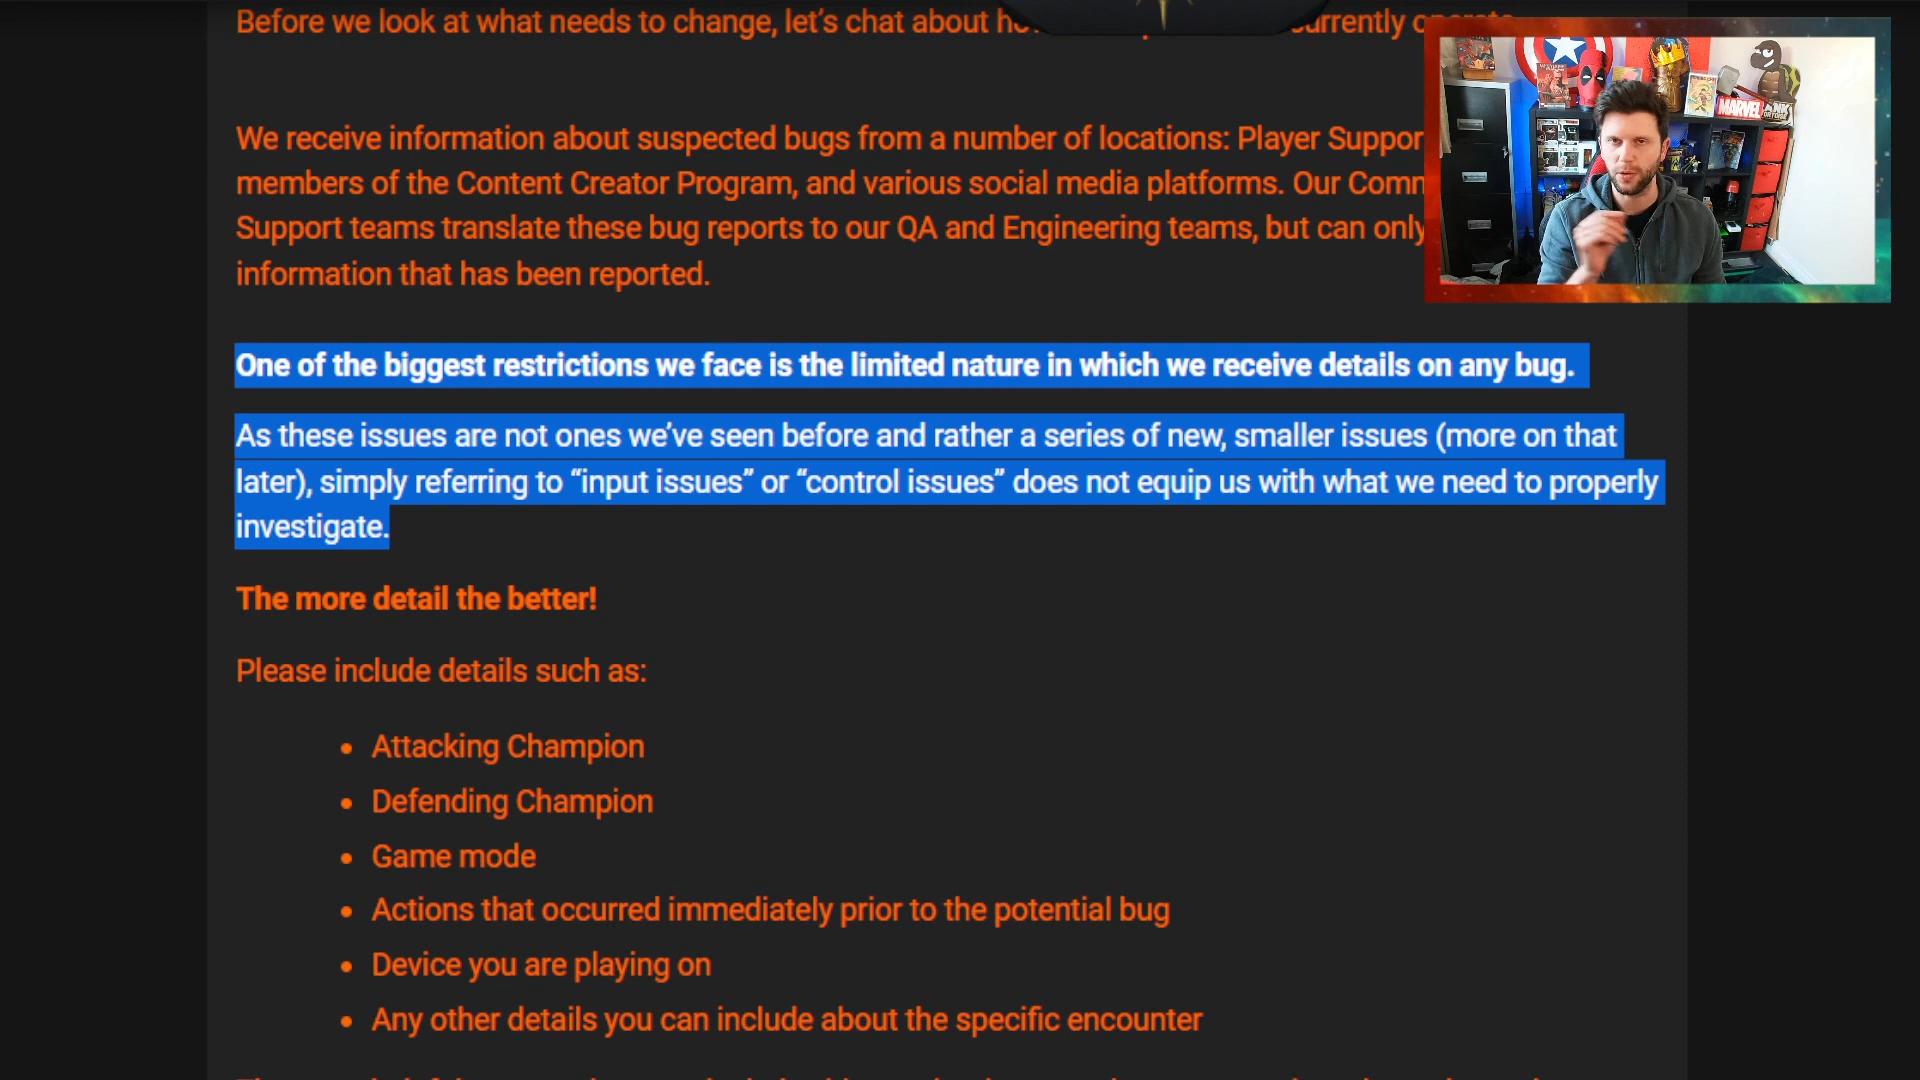 Before we look at what needs to change, let's chat about
We receive information about suspected bugs from a number of locations: Player Suppor
members of the Content Creator Program, and various social media platforms. Our Comm
Support teams translate these bug reports to our QA and Engineering teams, but can only
information that has been reported.
One of the biggest restrictions we face is the limited nature in which we receive details on any bug.
As these issues are not ones we’ve seen before and rather a series of new, smaller issues (more on that
later), simply referring to “input issues” or “control issues” does not equip us with what we need to properly
investigate.
The more detail the better!
Please include details such as:
• Attacking Champion
• Defending Champion
• Game mode
• Actions that occurred immediately prior to the potential bug
• Device you are playing on
• Any other details you can include about the specific encounter
MARVEL